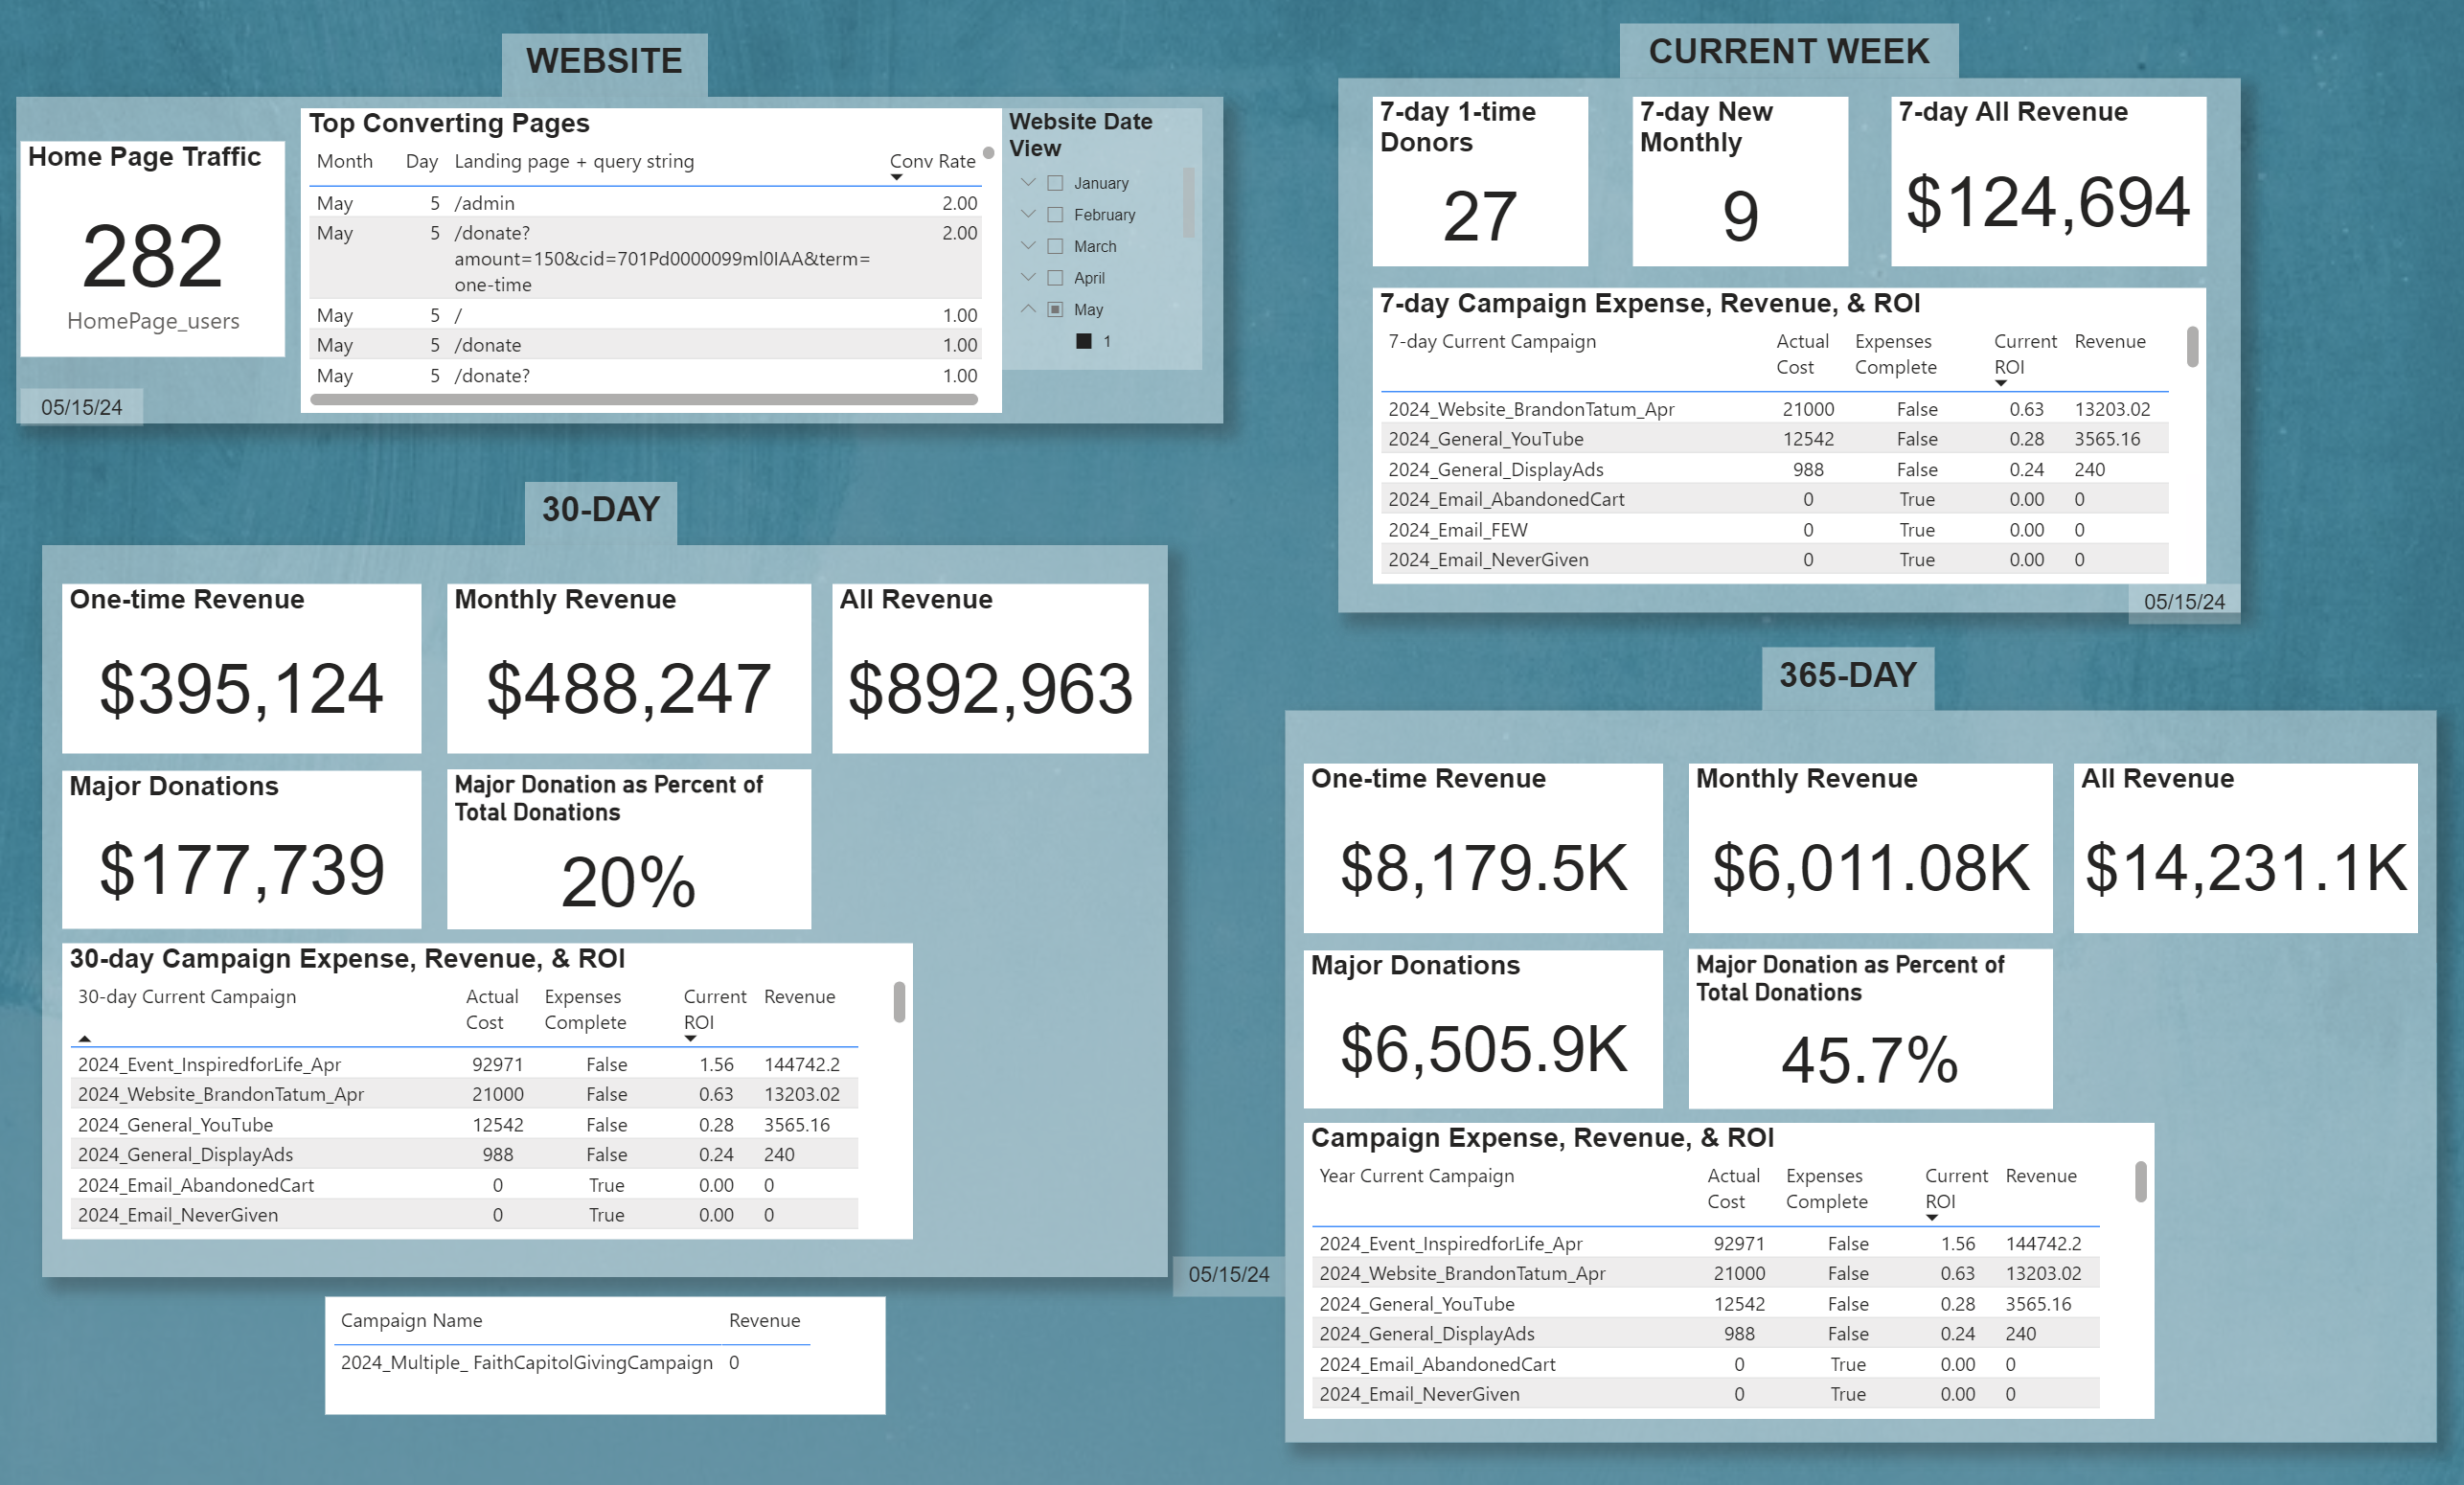 WEBSITE
Home Page Traffic
282
HomePage_users
05/15/24
Top Converting Pages
Month Day Landing page + query string Conv Rate
May 5 /admin 2.00
May 5 /donate? 2.00
amount=150&cid=701Pd0000099ml0IAA&term=
one-time
May 5 / 1.00
May 5 /donate 1.00
May 5 /donate? 1.00
Website Date
View
January
February
March
April
May
1
CURRENT WEEK
7-day 1-time
Donors
27
7-day New
Monthly
9
7-day All Revenue
$124,694
7-day Campaign Expense, Revenue, & ROI
7-day Current Campaign Actual Cost Expenses Complete Current ROI Revenue
2024_Website_BrandonTatum_Apr 21000 False 0.63 13203.02
2024_General_YouTube 12542 False 0.28 3565.16
2024_General_DisplayAds 988 False 0.24 240
2024_Email_AbandonedCart 0 True 0.00 0
2024_Email_FEW 0 True 0.00 0
2024_Email_NeverGiven 0 True 0.00 0
05/15/24
30-DAY
One-time Revenue
$395,124
Monthly Revenue
$488,247
All Revenue
$892,963
Major Donations
$177,739
Major Donation as Percent of
Total Donations
20%
30-day Campaign Expense, Revenue, & ROI
30-day Current Campaign Actual Cost Expenses Complete Current ROI Revenue
2024_Event_InspiredforLife_Apr 92971 False 1.56 144742.2
2024_Website_BrandonTatum_Apr 21000 False 0.63 13203.02
2024_General_YouTube 12542 False 0.28 3565.16
2024_General_DisplayAds 988 False 0.24 240
2024_Email_AbandonedCart 0 True 0.00 0
2024_Email_NeverGiven 0 True 0.00 0
05/15/24
Campaign Name Revenue
2024_Multiple_ FaithCapitolGivingCampaign 0
365-DAY
One-time Revenue
$8,179.5K
Monthly Revenue
$6,011.08K
All Revenue
$14,231.1K
Major Donations
$6,505.9K
Major Donation as Percent of
Total Donations
45.7%
Campaign Expense, Revenue, & ROI
Year Current Campaign Actual Cost Expenses Complete Current ROI Revenue
2024_Event_InspiredforLife_Apr 92971 False 1.56 144742.2
2024_Website_BrandonTatum_Apr 21000 False 0.63 13203.02
2024_General_YouTube 12542 False 0.28 3565.16
2024_General_DisplayAds 988 False 0.24 240
2024_Email_AbandonedCart 0 True 0.00 0
2024_Email_NeverGiven 0 True 0.00 0